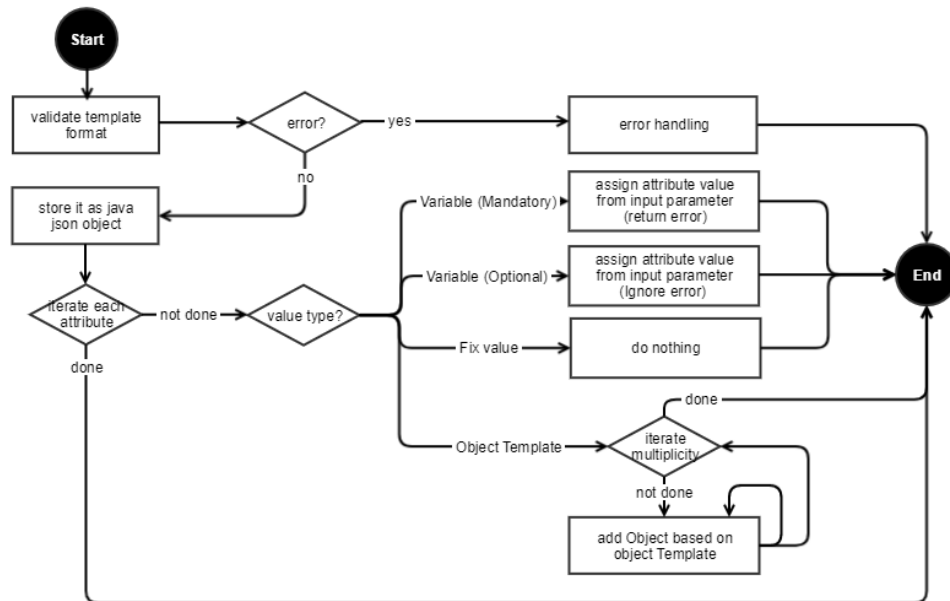 Start
validate template
format
error?
yes
error handling
no
store it as java
json object
Variable (Mandatory)
assign attribute value
from input parameter
(return error)
Variable (Optional)
assign attribute value
from input parameter
(Ignore error)
End
iterate each
attribute
not done
value type?
Fix value
do nothing
done
done
Object Template
iterate
multiplicity
not done
add Object based on
object Template